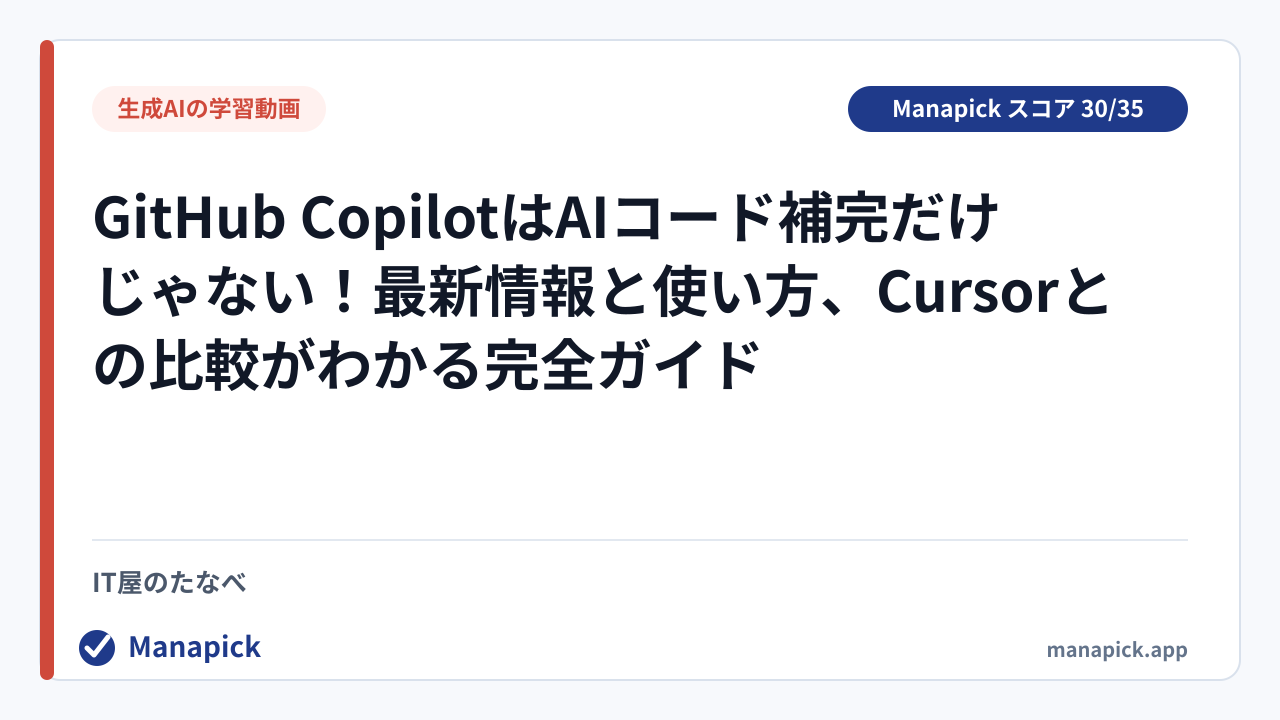 生成AIの学習動画
Manapick スコア 30/35
GitHub CopilotはAIコード補完だけ
じゃない！最新情報と使い方、Cursorと
の比較がわかる完全ガイド
IT屋のたなべ
Manapick
manapick.app